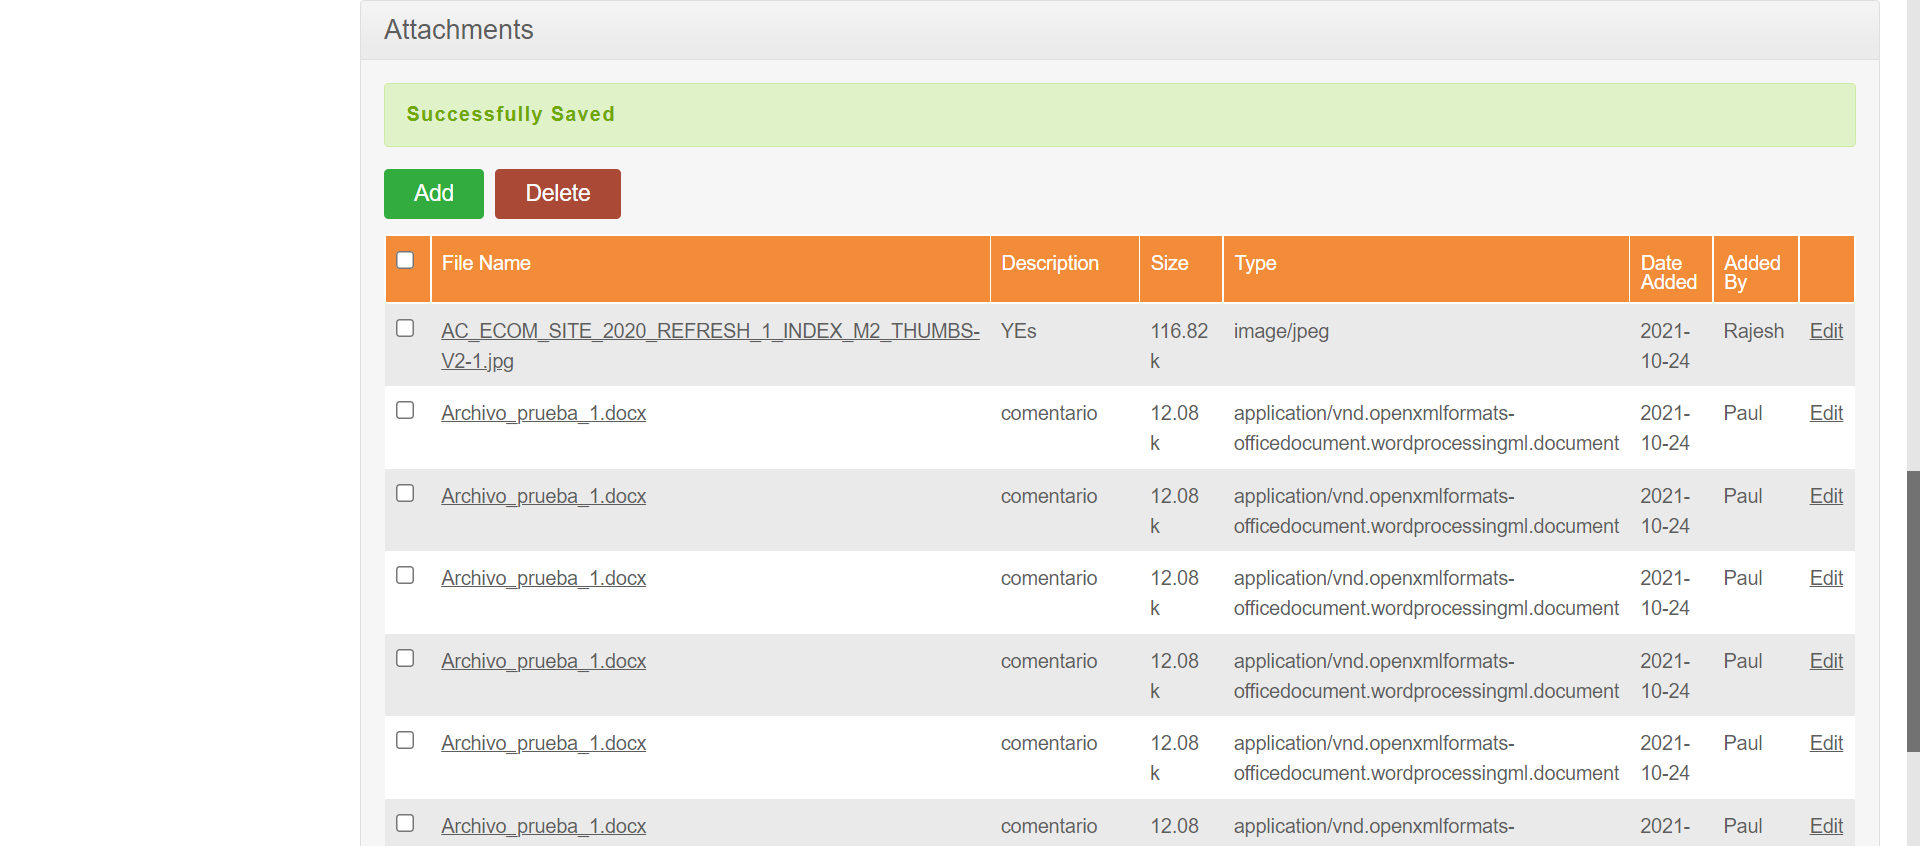 Attachments
Successfully Saved
Add Delete
File Name Description Size Type Date Added Added By
AC_ECOM_SITE_2020_REFRESH_1_INDEX_M2_THUMBS- YEs 116.82 image/jpeg 2021- Rajesh Edit
V2-1.jpg k 10-24
Archivo_prueba_1.docx comentario 12.08 application/vnd.openxmlformats- 2021- Paul Edit
k officedocument.wordprocessingml.document 10-24
Archivo_prueba_1.docx comentario 12.08 application/vnd.openxmlformats- 2021- Paul Edit
k officedocument.wordprocessingml.document 10-24
Archivo_prueba_1.docx comentario 12.08 application/vnd.openxmlformats- 2021- Paul Edit
k officedocument.wordprocessingml.document 10-24
Archivo_prueba_1.docx comentario 12.08 application/vnd.openxmlformats- 2021- Paul Edit
k officedocument.wordprocessingml.document 10-24
Archivo_prueba_1.docx comentario 12.08 application/vnd.openxmlformats- 2021- Paul Edit
k officedocument.wordprocessingml.document 10-24
Archivo_prueba_1.docx comentario 12.08 application/vnd.openxmlformats- 2021- Paul Edit